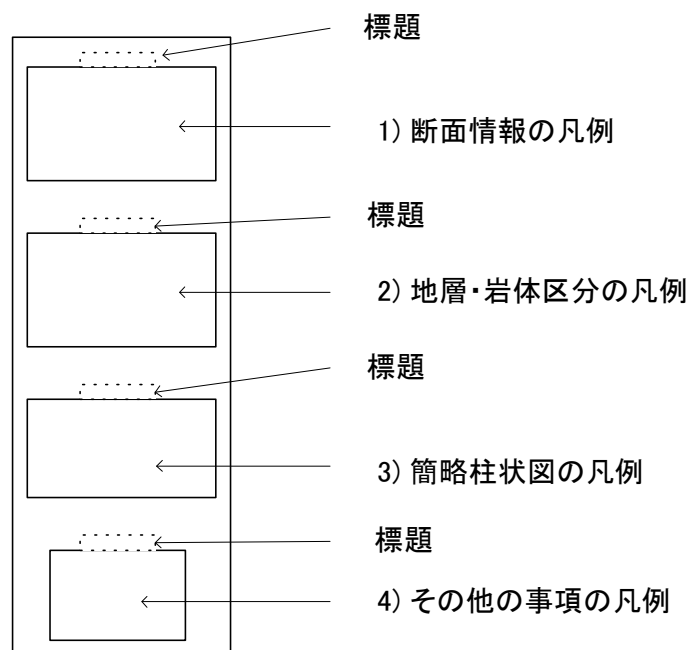 標題
1) 断面情報の凡例
標題
2) 地層・岩体区分の凡例
標題
3) 簡略柱状図の凡例
標題
4) その他の事項の凡例